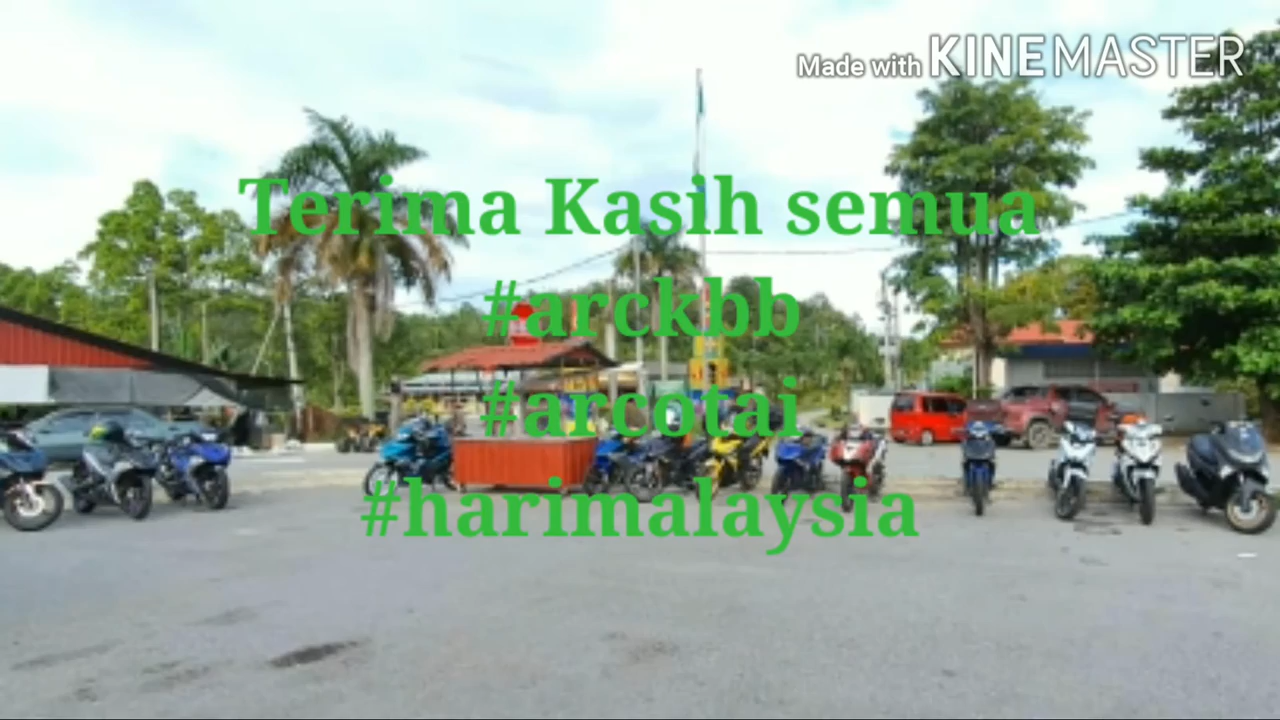 Made with KINEMASTER
Terima Kasih semua
#arckbb
#arcotai
#harimalaysia